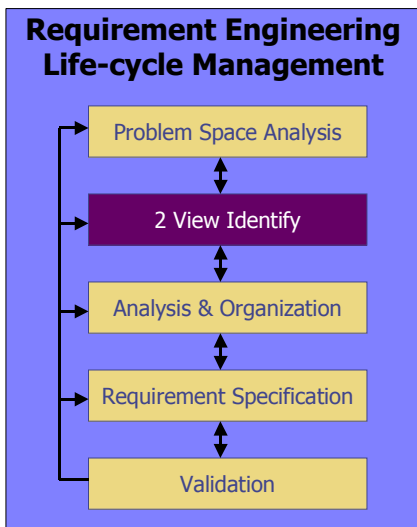 Requirement Engineering
Life-cycle Management
Problem Space Analysis
2 View Identify
Analysis & Organization
Requirement Specification
Validation